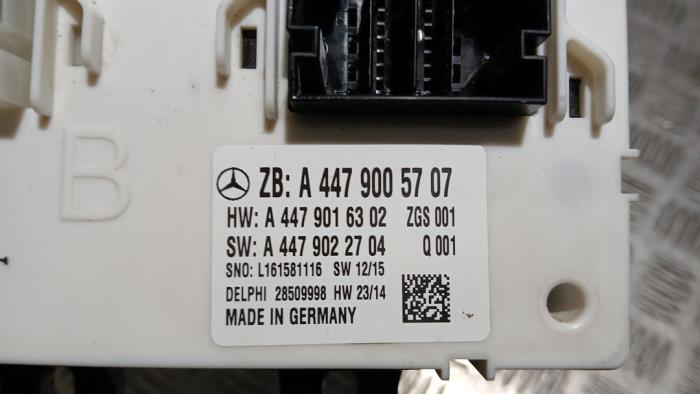 B
ZB: A 447 900 57 07
HW: A 447 901 63 02 ZGS 001
SW: A 447 902 27 04 Q 001
SNO: L161581116 SW 12/15
DELPHI 28509998 HW 23/14
MADE IN GERMANY